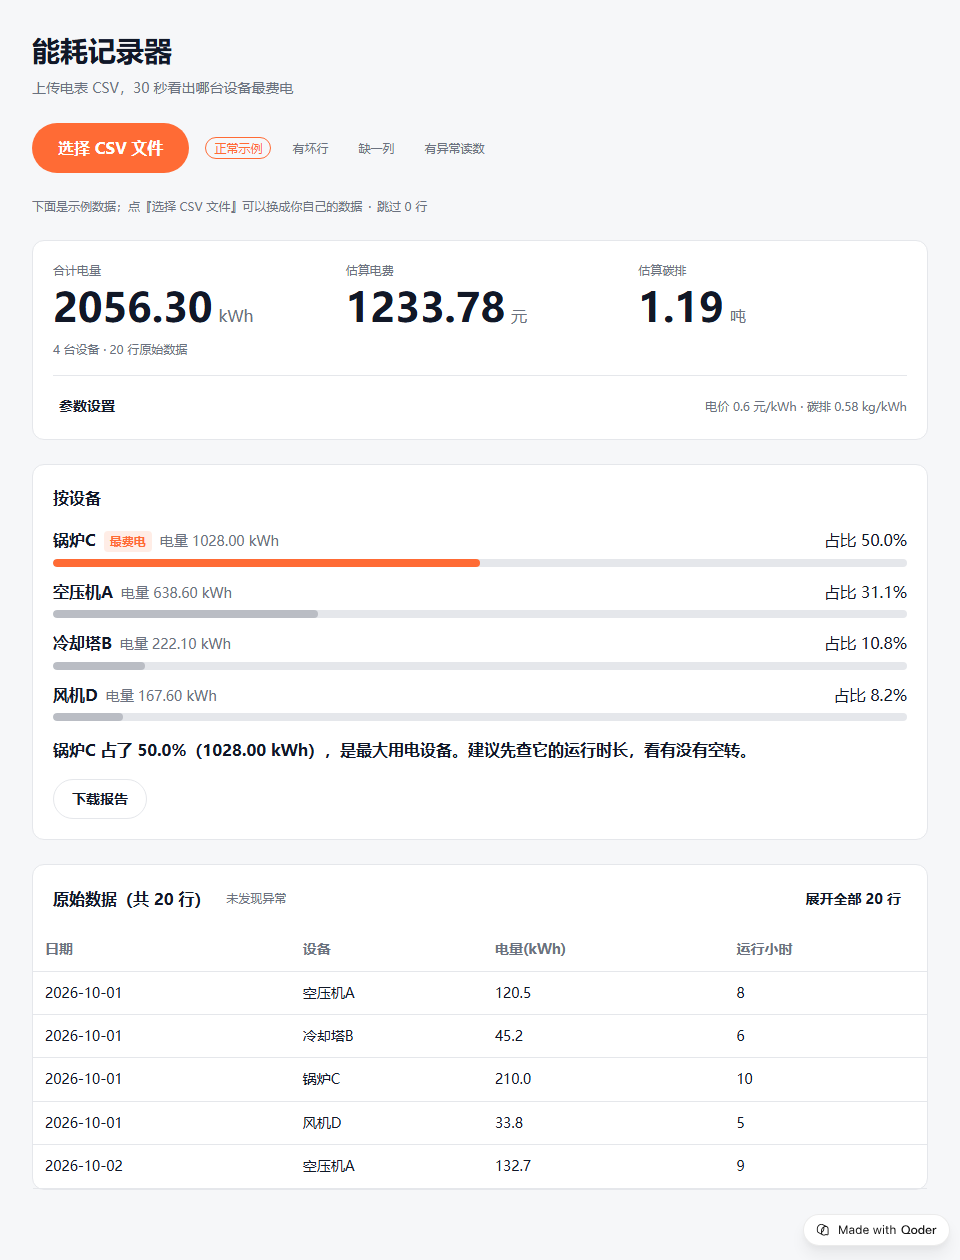 能耗记录器
上传电表 CSV，30 秒看出哪台设备最费电
选择 CSV 文件 正常示例 有坏行 缺一列 有异常读数
下面是示例数据；点『选择 CSV 文件』可以换成你自己的数据 · 跳过 0 行
合计电量 估算电费 估算碳排
2056.30 kWh 1233.78 元 1.19 吨
4 台设备 · 20 行原始数据
参数设置 电价 0.6 元/kWh · 碳排 0.58 kg/kWh
按设备
锅炉C 最费电 电量 1028.00 kWh 占比 50.0%
空压机A 电量 638.60 kWh 占比 31.1%
冷却塔B 电量 222.10 kWh 占比 10.8%
风机D 电量 167.60 kWh 占比 8.2%
锅炉C 占了 50.0%（1028.00 kWh），是最大用电设备。建议先查它的运行时长，看有没有空转。
下载报告
原始数据（共 20 行） 未发现异常 展开全部 20 行
日期 设备 电量(kWh) 运行小时
2026-10-01 空压机A 120.5 8
2026-10-01 冷却塔B 45.2 6
2026-10-01 锅炉C 210.0 10
2026-10-01 风机D 33.8 5
2026-10-02 空压机A 132.7 9
Made with Qoder